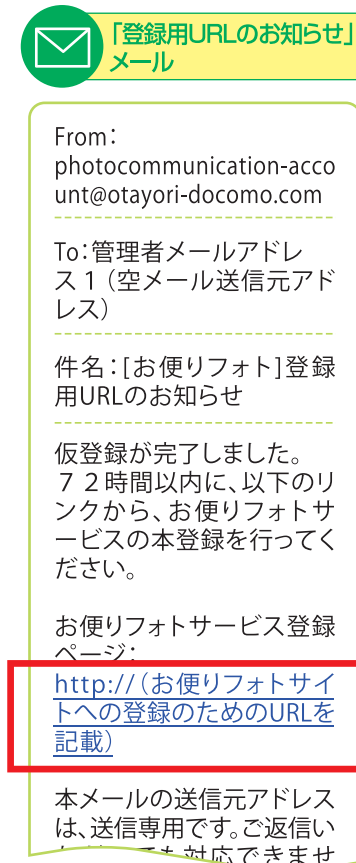 「登録用URLのお知らせ」
メール
From：
photocommunication-acco
unt@otayori-docomo.com
To：管理者メールアドレ
ス１（空メール送信元アド
レス）
件名：[お便りフォト]登録
用URLのお知らせ
仮登録が完了しました。
７２時間以内に、以下のリ
ンクから、お便りフォトサ
ービスの本登録を行ってく
ださい。
お便りフォトサービス登録
ページ：
http://（お便りフォトサイ
トへの登録のためのURLを
記載）
本メールの送信元アドレス
は、送信専用です。ご返信い
ても対応できませ